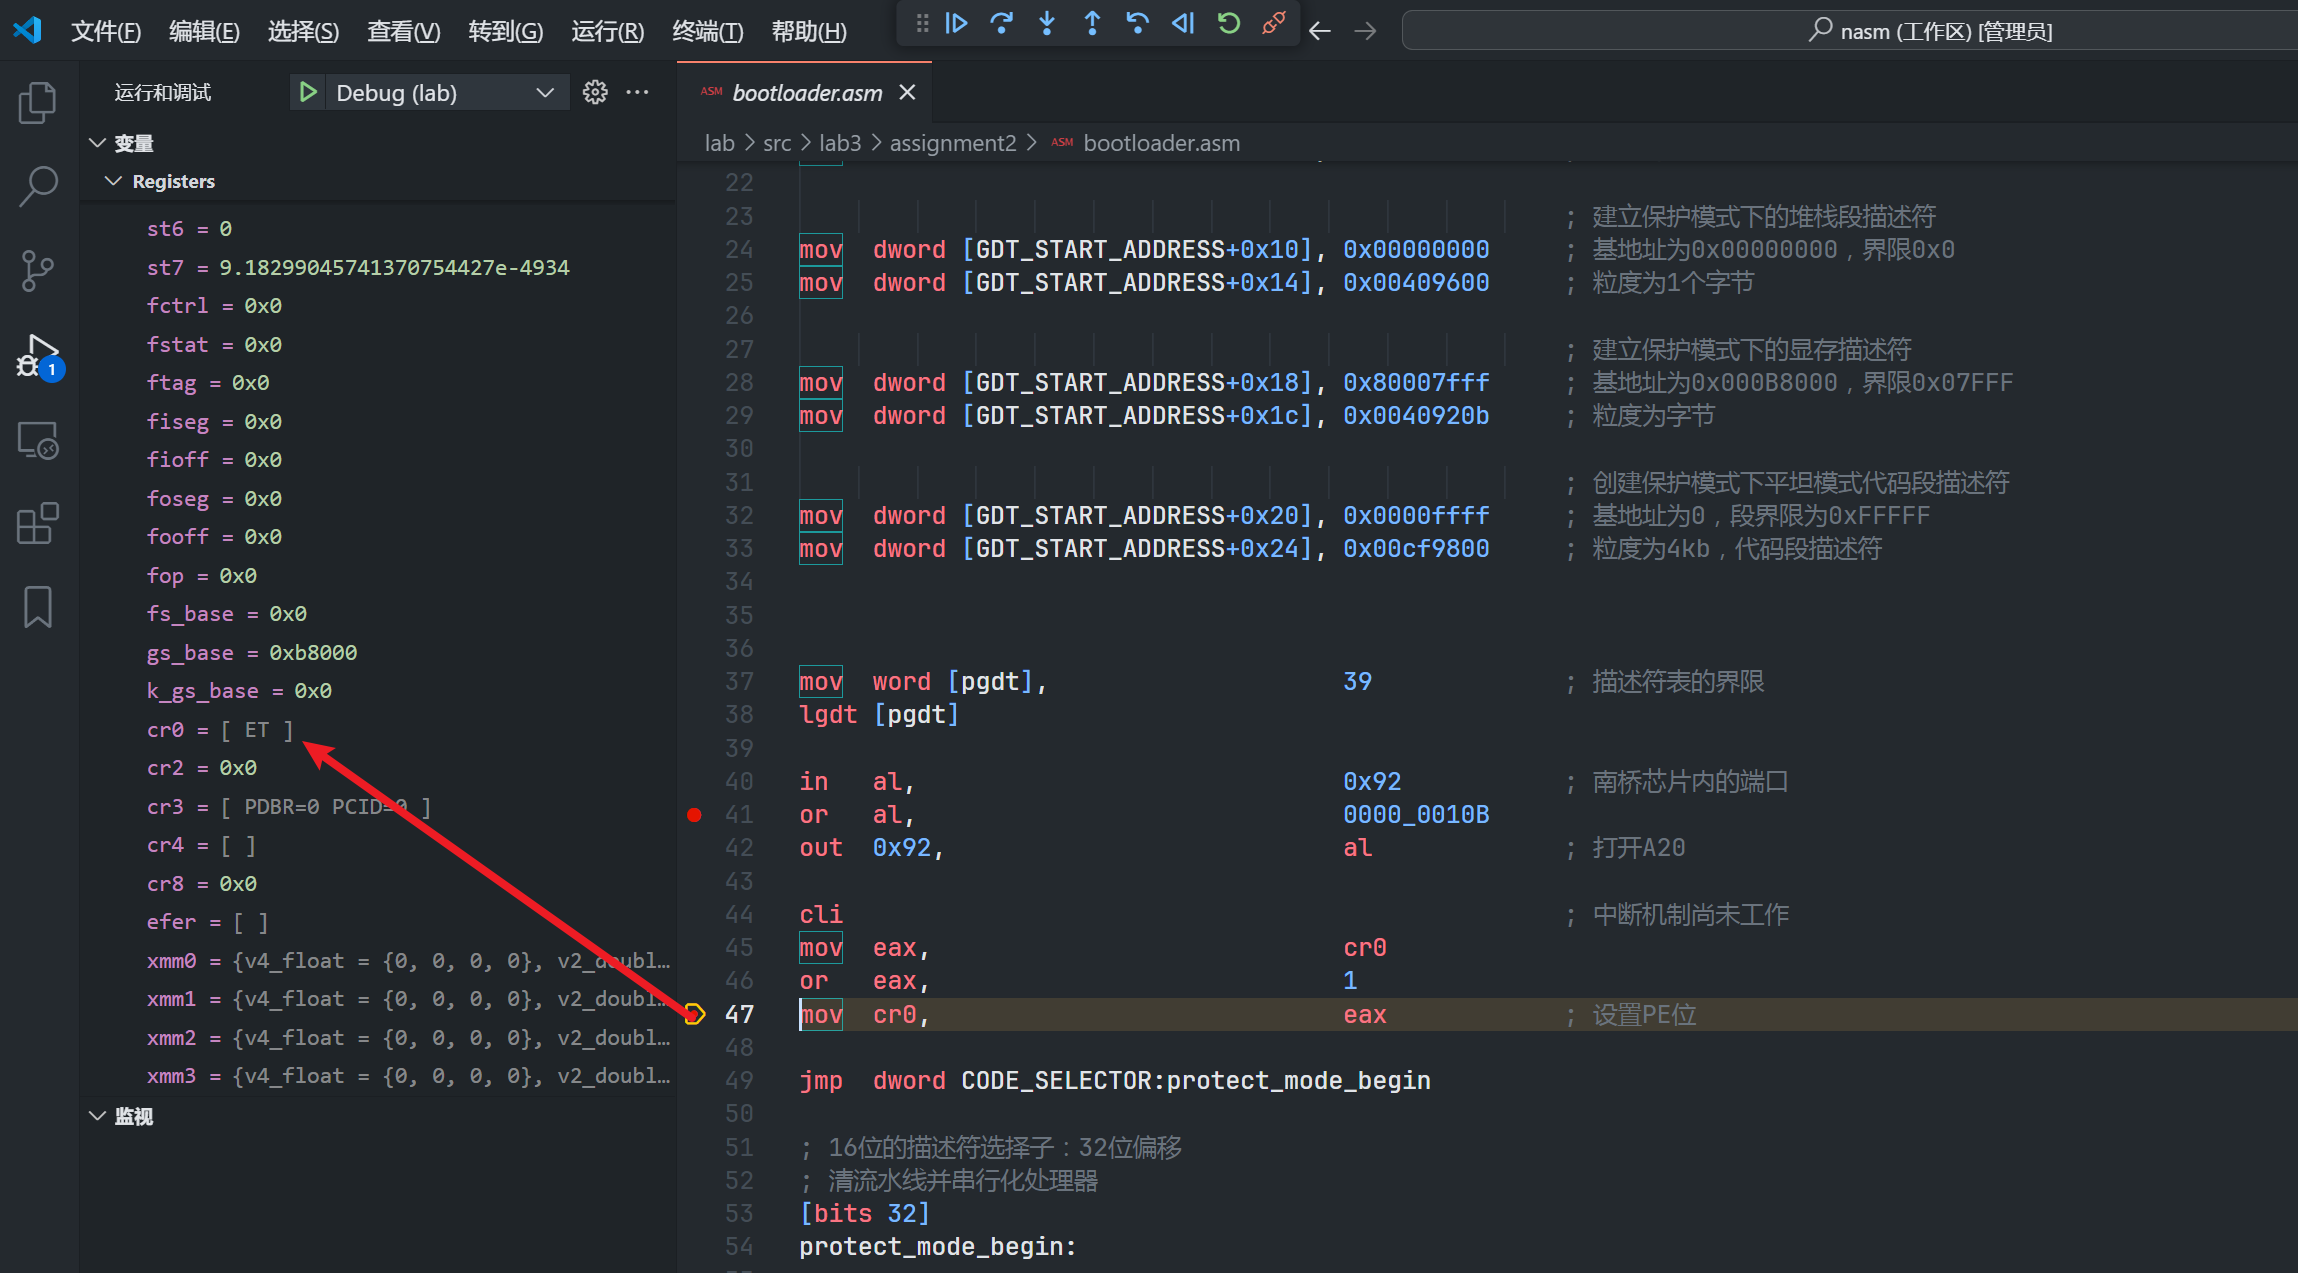 文件(F) 编辑(E) 选择(S) 查看(V) 转到(G) 运行(R) 终端(T) 帮助(H)
nasm (工作区) [管理员]
运行和调试 Debug (lab)
变量
Registers
st6 = 0
st7 = 9.18299045741370754427e-4934
fctrl = 0x0
fstat = 0x0
ftag = 0x0
fiseg = 0x0
fioff = 0x0
foseg = 0x0
fooff = 0x0
fop = 0x0
fs_base = 0x0
gs_base = 0xb8000
k_gs_base = 0x0
cr0 = [ ET ]
cr2 = 0x0
cr3 = [ PDBR=0 PCID=0 ]
cr4 = [ ]
cr8 = 0x0
efer = [ ]
xmm0 = {v4_float = {0, 0, 0, 0}, v2_doubl…
xmm1 = {v4_float = {0, 0, 0, 0}, v2_doubl…
xmm2 = {v4_float = {0, 0, 0, 0}, v2_doubl…
xmm3 = {v4_float = {0, 0, 0, 0}, v2_doubl…
监视
1
ASM bootloader.asm
lab > src > lab3 > assignment2 > ASM bootloader.asm
22
23 ; 建立保护模式下的堆栈段描述符
24 mov dword [GDT_START_ADDRESS+0x10], 0x00000000 ; 基地址为0x00000000，界限0x0
25 mov dword [GDT_START_ADDRESS+0x14], 0x00409600 ; 粒度为1个字节
26
27 ; 建立保护模式下的显存描述符
28 mov dword [GDT_START_ADDRESS+0x18], 0x80007fff ; 基地址为0x000B8000，界限0x07FFF
29 mov dword [GDT_START_ADDRESS+0x1c], 0x0040920b ; 粒度为字节
30
31 ; 创建保护模式下平坦模式代码段描述符
32 mov dword [GDT_START_ADDRESS+0x20], 0x0000ffff ; 基地址为0，段界限为0xFFFFF
33 mov dword [GDT_START_ADDRESS+0x24], 0x00cf9800 ; 粒度为4kb，代码段描述符
34
35
36
37 mov word [pgdt], 39 ; 描述符表的界限
38 lgdt [pgdt]
39
40 in al, 0x92 ; 南桥芯片内的端口
41 or al, 0000_0010B
42 out 0x92, al ; 打开A20
43
44 cli ; 中断机制尚未工作
45 mov eax, cr0
46 or eax, 1
47 mov cr0, eax ; 设置PE位
48
49 jmp dword CODE_SELECTOR:protect_mode_begin
50
51 ; 16位的描述符选择子：32位偏移
52 ; 清流水线并串行化处理器
53 [bits 32]
54 protect_mode_begin: